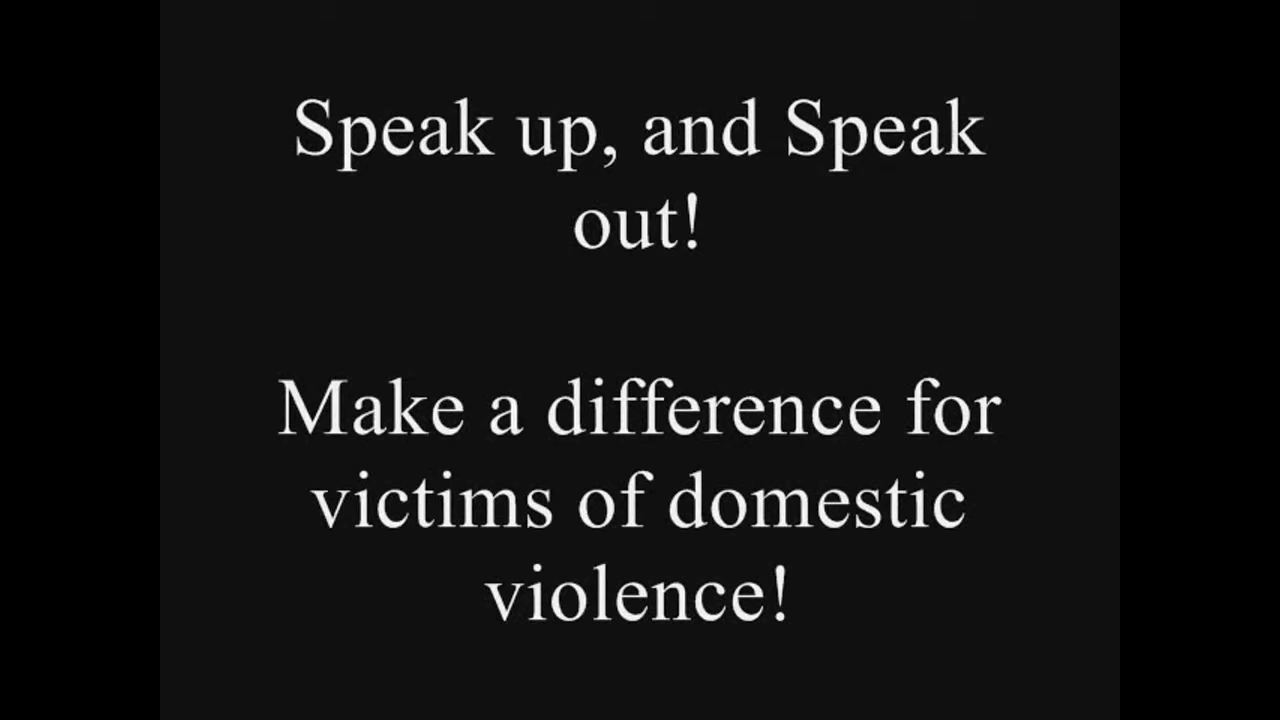 Speak up, and Speak
out!
Make a difference for
victims of domestic
violence!